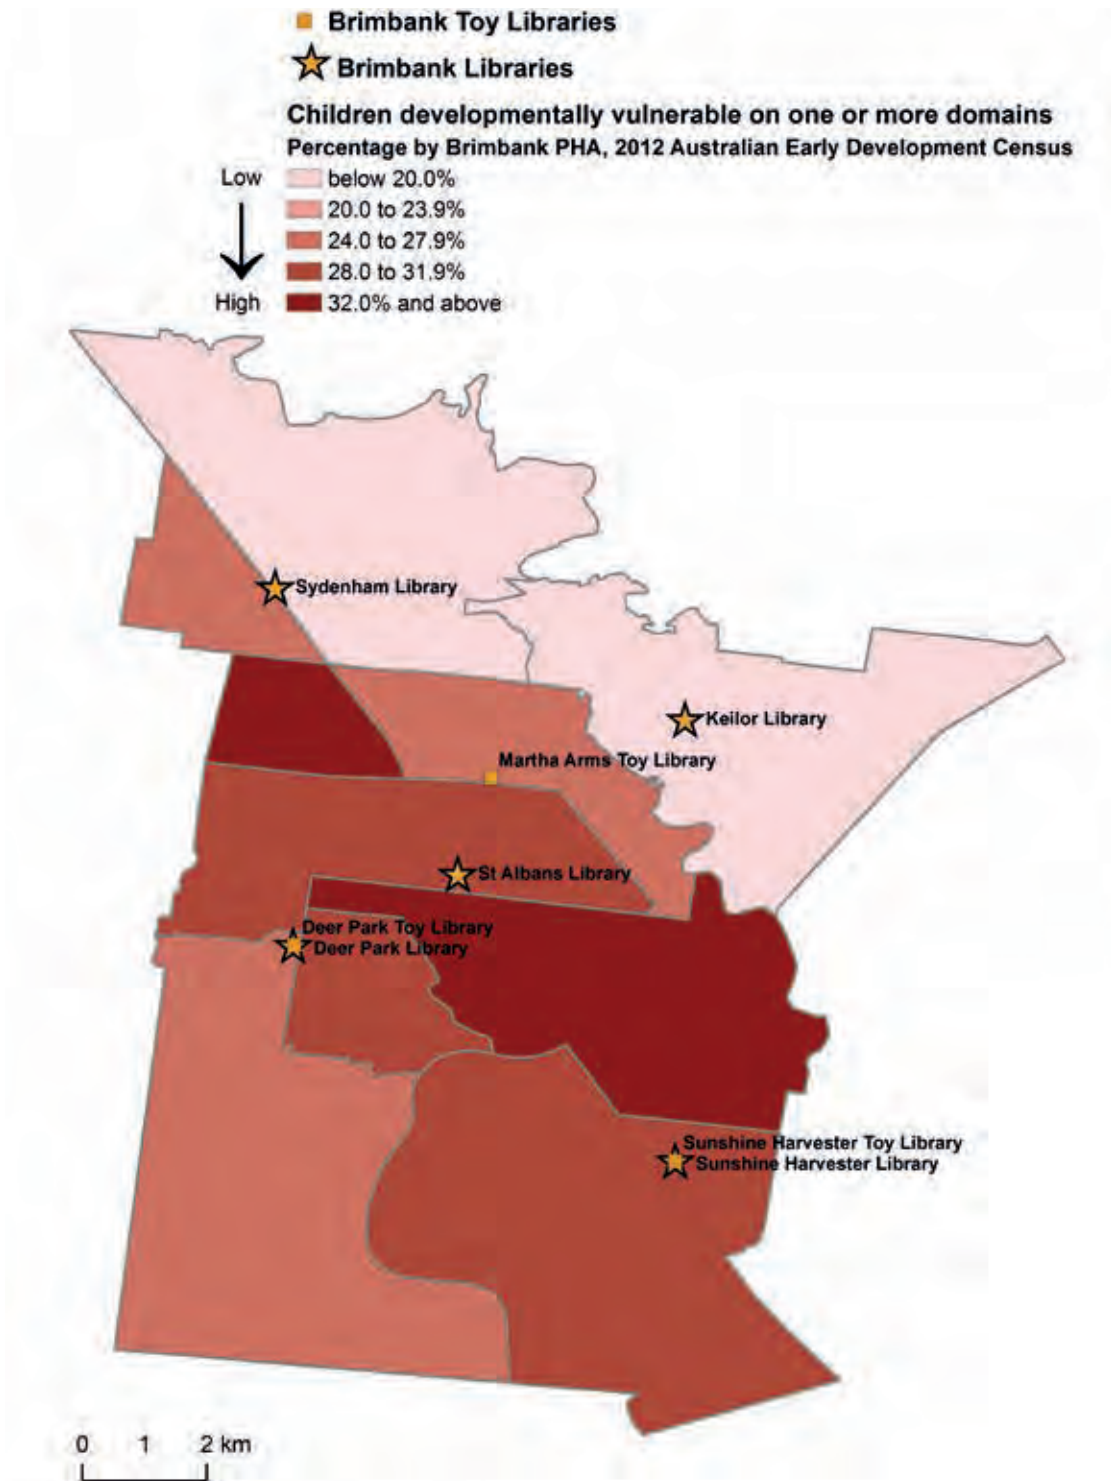 Brimbank Toy Libraries
Brimbank Libraries
Children developmentally vulnerable on one or more domains
Percentage by Brimbank PHA, 2012 Australian Early Development Census
Low
below 20.0%
20.0 to 23.9%
24.0 to 27.9%
28.0 to 31.9%
High
32.0% and above
Sydenham Library
Keilor Library
Martha Arms Toy Library
St Albans Library
Deer Park Toy Library
Deer Park Library
Sunshine Harvester Toy Library
Sunshine Harvester Library
0 1 2 km